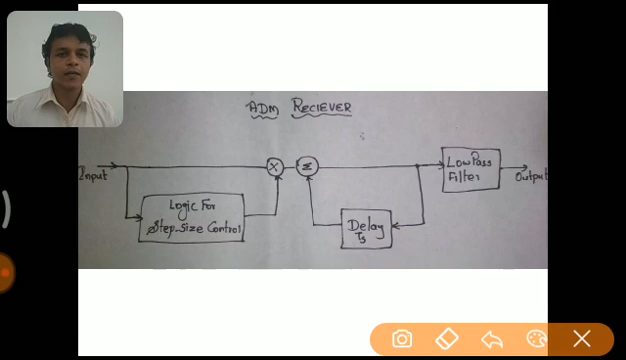 ADM RECIEVER
Input
Logic For
Step-Size Control
X
Σ
Delay
Ts
Low Pass
Filter
Output